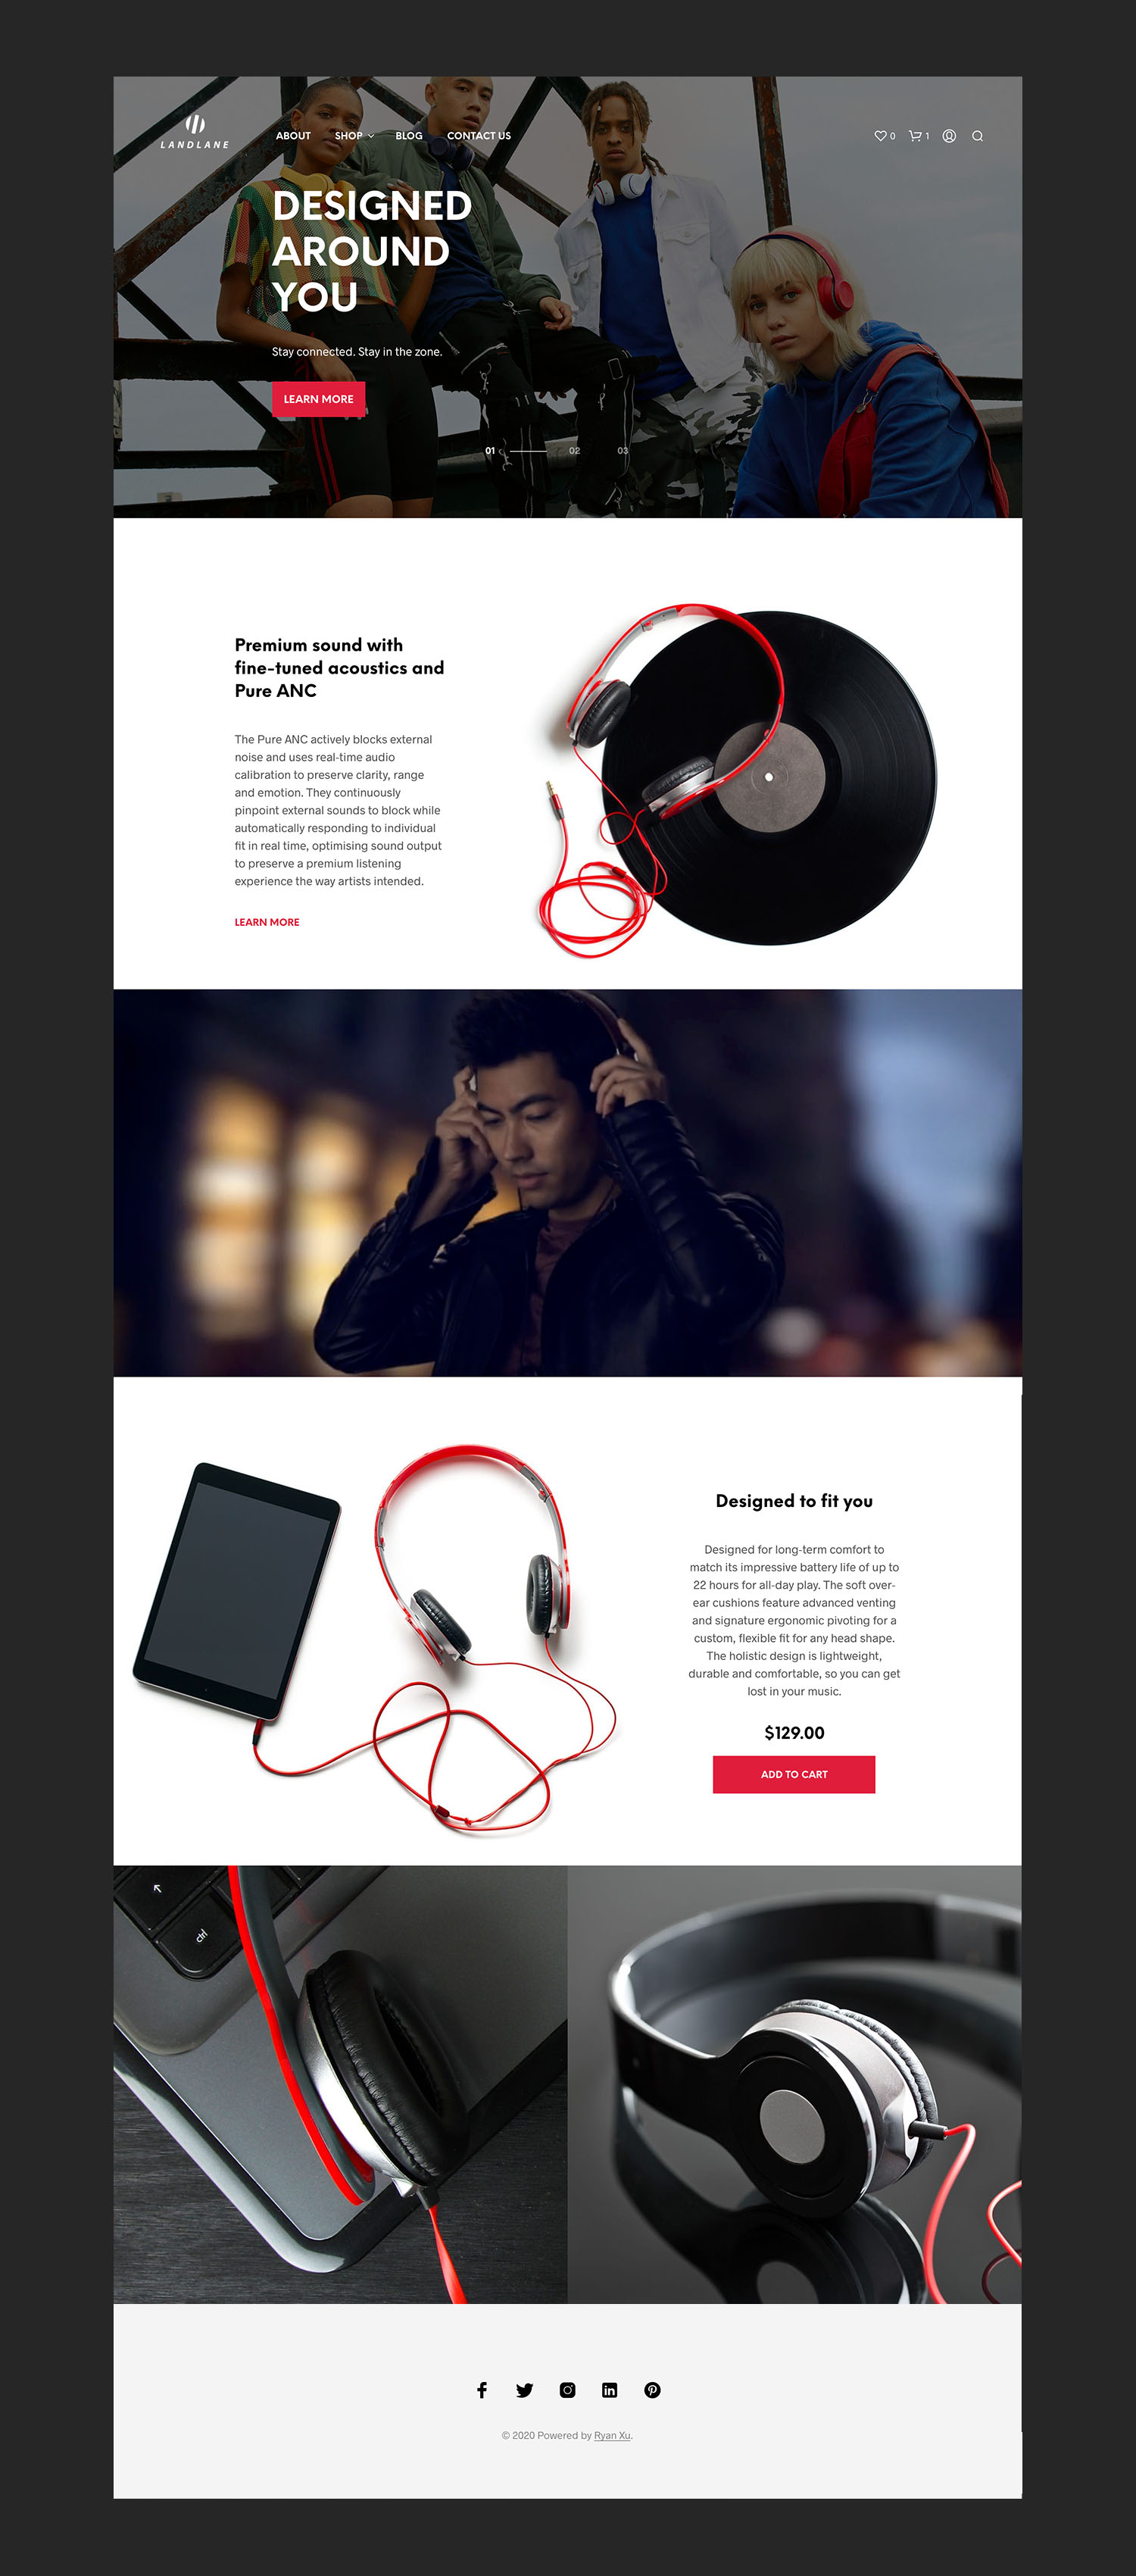 LANDLANE
ABOUT
SHOP
BLOG
CONTACT US
0
1
DESIGNED
AROUND
YOU
Stay connected. Stay in the zone.
LEARN MORE
01
02
03
Premium sound with
fine-tuned acoustics and
Pure ANC
The Pure ANC actively blocks external
noise and uses real-time audio
calibration to preserve clarity, range
and emotion. They continuously
pinpoint external sounds to block while
automatically responding to individual
fit in real time, optimising sound output
to preserve a premium listening
experience the way artists intended.
LEARN MORE
Designed to fit you
Designed for long-term comfort to
match its impressive battery life of up to
22 hours for all-day play. The soft over-
ear cushions feature advanced venting
and signature ergonomic pivoting for a
custom, flexible fit for any head shape.
The holistic design is lightweight,
durable and comfortable, so you can get
lost in your music.
$129.00
ADD TO CART
ctrl
© 2020 Powered by Ryan Xu.